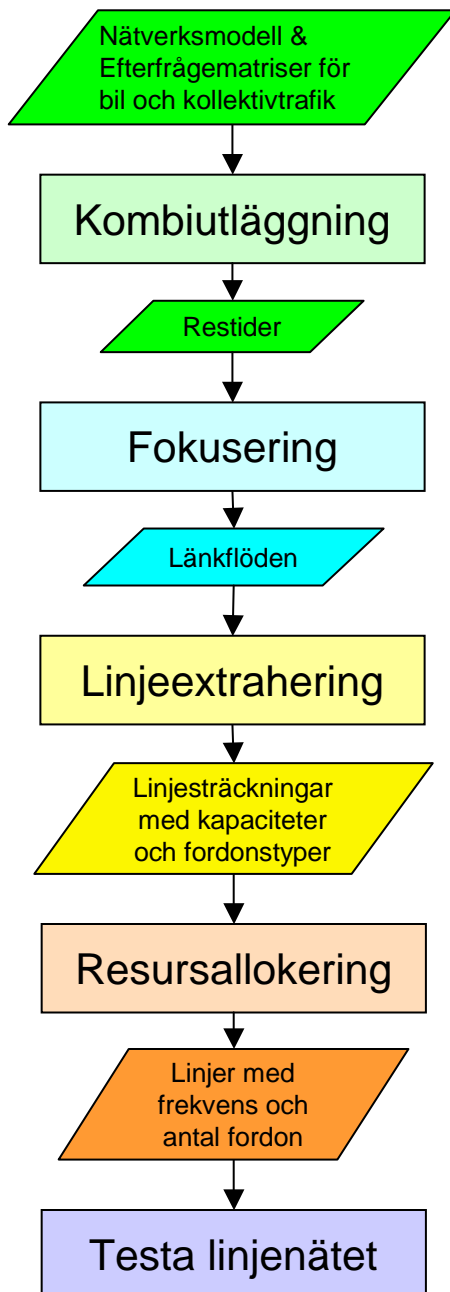 Nätverksmodell &
Efterfrågematriser för
bil och kollektivtrafik
Kombiutläggning
Restider
Fokusering
Länkflöden
Linjeextrahering
Linjesträckningar
med kapaciteter
och fordonstyper
Resursallokering
Linjer med
frekvens och
antal fordon
Testa linjenätet